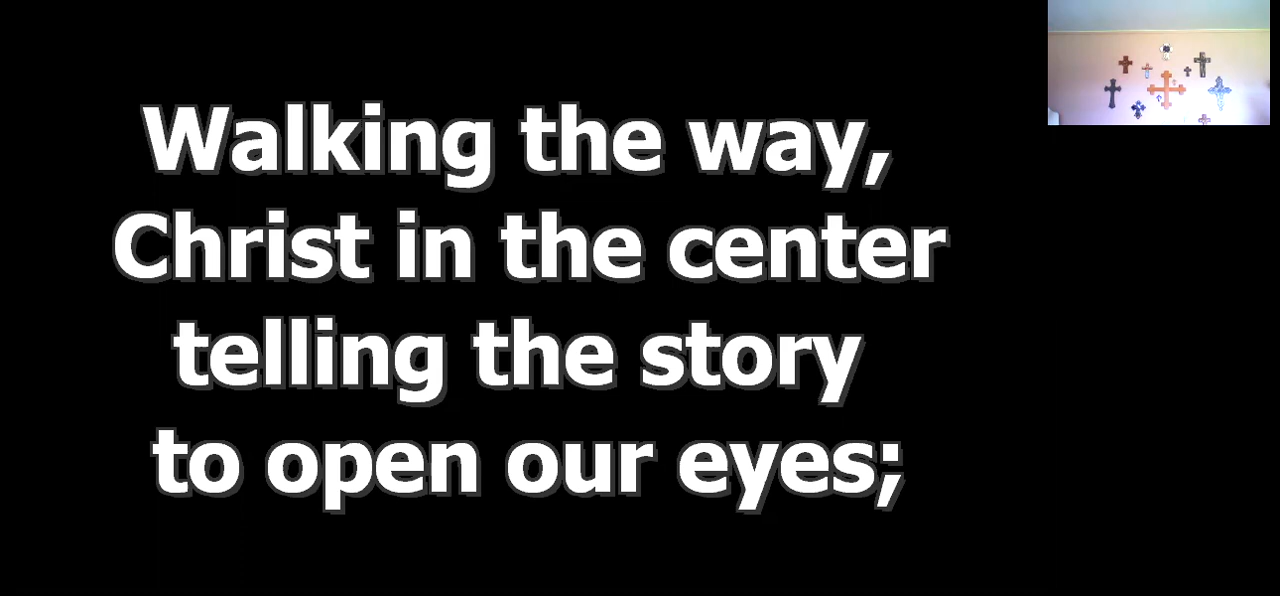 Walking the way,
Christ in the center
telling the story
to open our eyes;